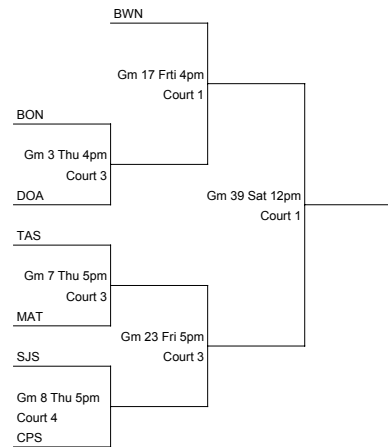 BWN
Gm 17 Frti 4pm
Court 1
BON
Gm 3 Thu 4pm
Court 3
DOA
Gm 39 Sat 12pm
Court 1
TAS
Gm 7 Thu 5pm
Court 3
MAT
Gm 23 Fri 5pm
Court 3
SJS
Gm 8 Thu 5pm
Court 4
CPS